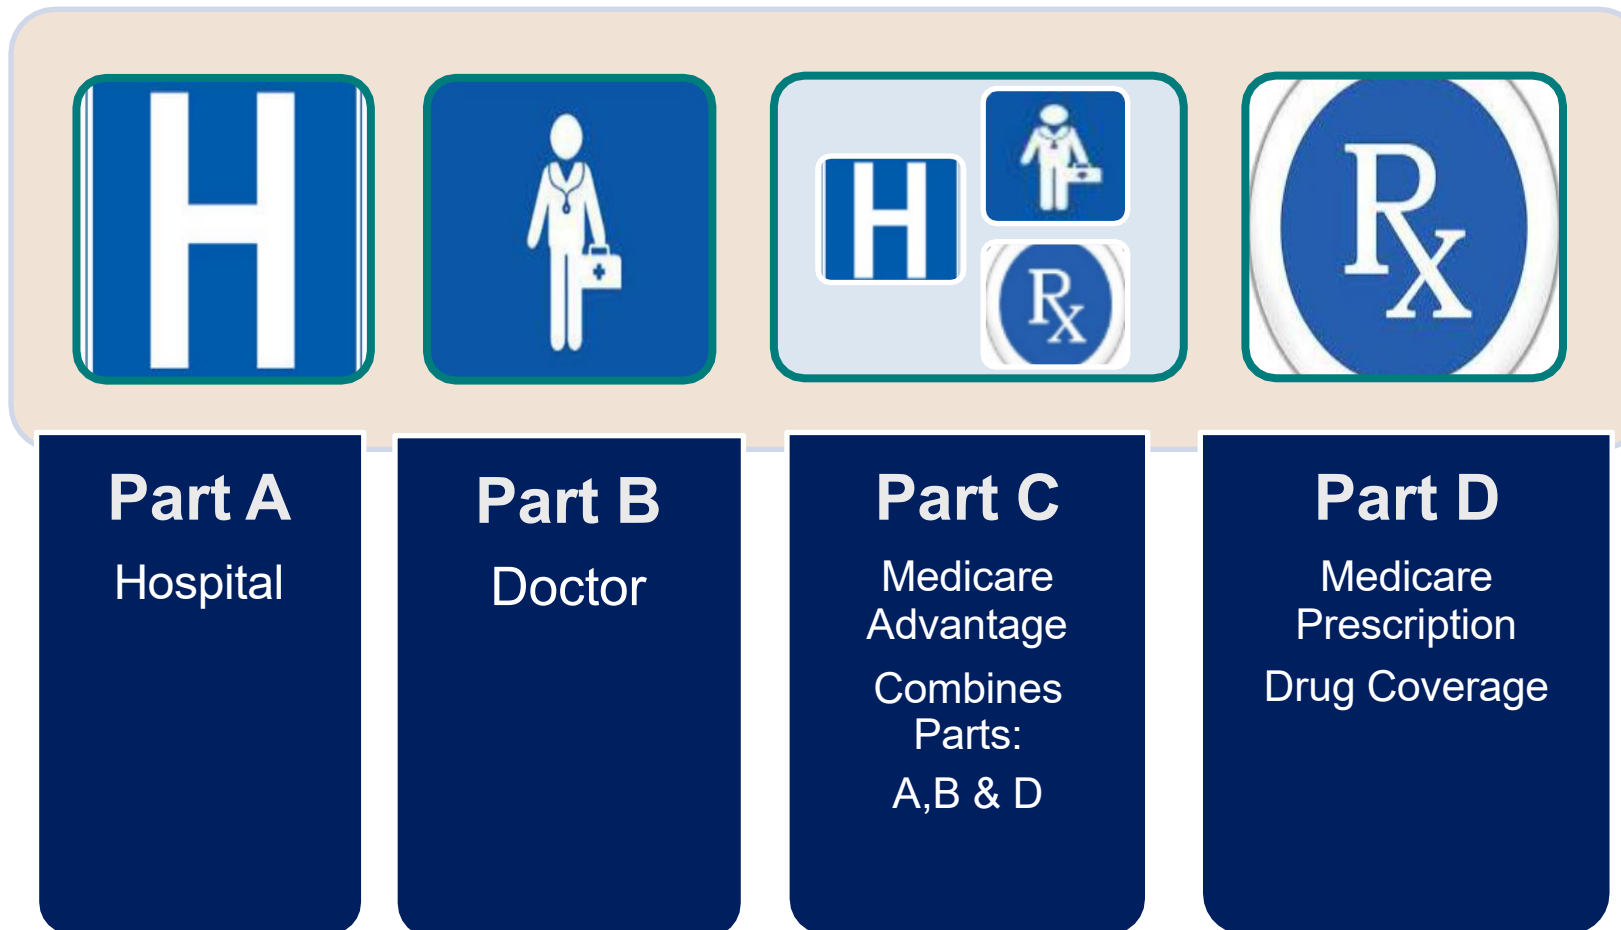 H
H
Rx
Rx
Part A
Hospital
Part B
Doctor
Part C
Medicare
Advantage
Combines
Parts:
A,B & D
Part D
Medicare
Prescription
Drug Coverage